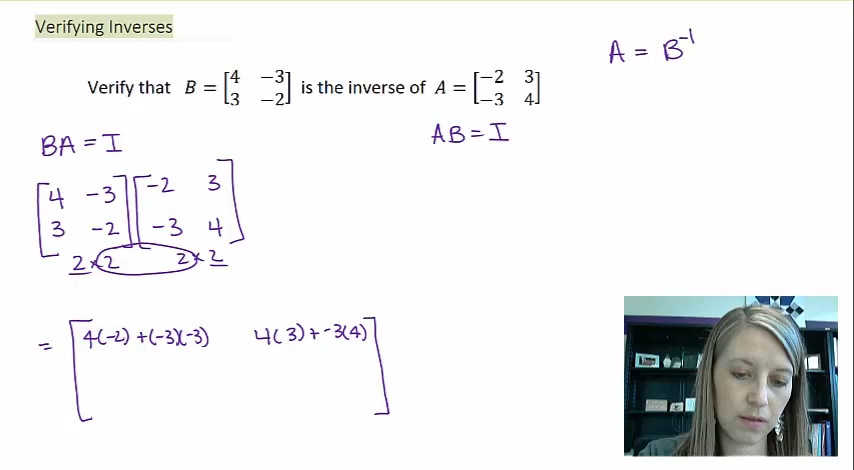 Verifying Inverses
A = B⁻¹
Verify that B = [4 −3] is the inverse of A = [−2 3]
[3 −2] [−3 4]
BA = I
AB = I
[4 -3] [-2 3]
[3 -2] [-3 4]
2×2 2×2
= [4(-2) + (-3)(-3) 4(3) + -3(4)]